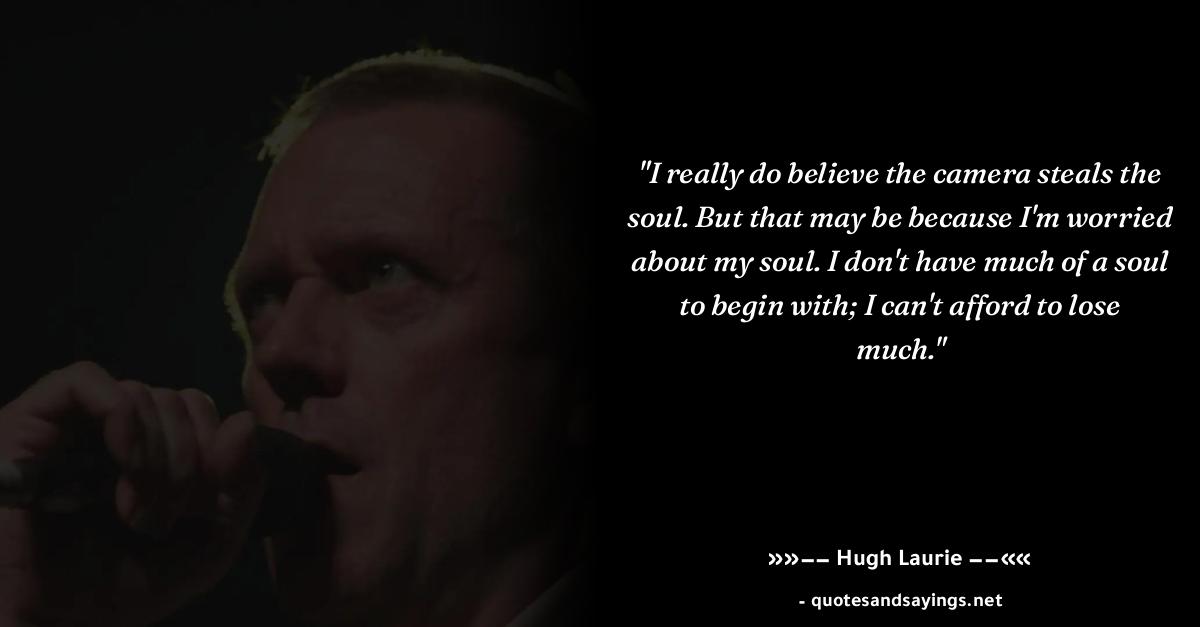 "I really do believe the camera steals the
soul. But that may be because I'm worried
about my soul. I don't have much of a soul
to begin with; I can't afford to lose
much."
»»—— Hugh Laurie ——««
- quotesandsayings.net